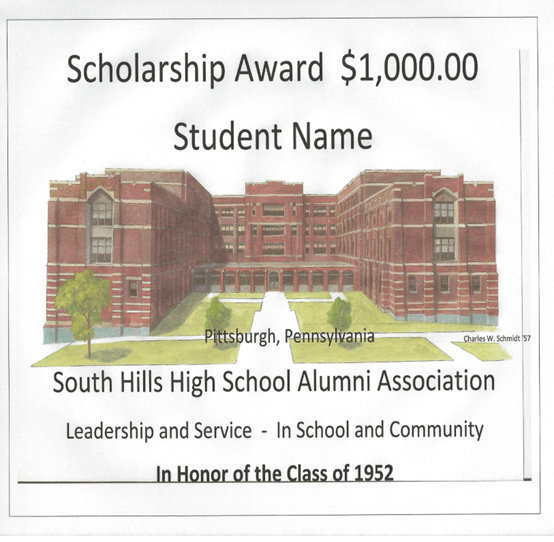 Scholarship Award $1,000.00
Student Name
Pittsburgh, Pennsylvania
Charles W. Schmidt '57
South Hills High School Alumni Association
Leadership and Service - In School and Community
In Honor of the Class of 1952